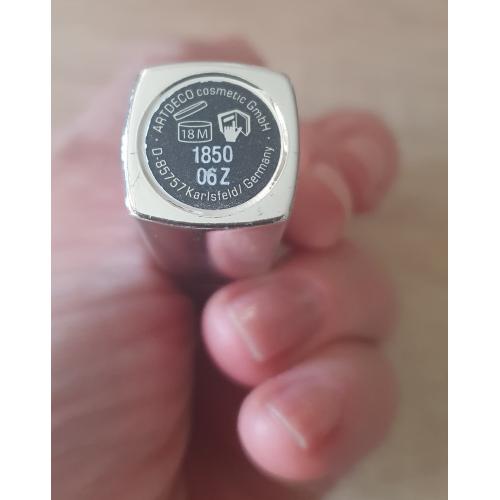 · ARTDECO cosmetic GmbH ·
18M
1850
06Z
D-85757 Karlsfeld/Germany